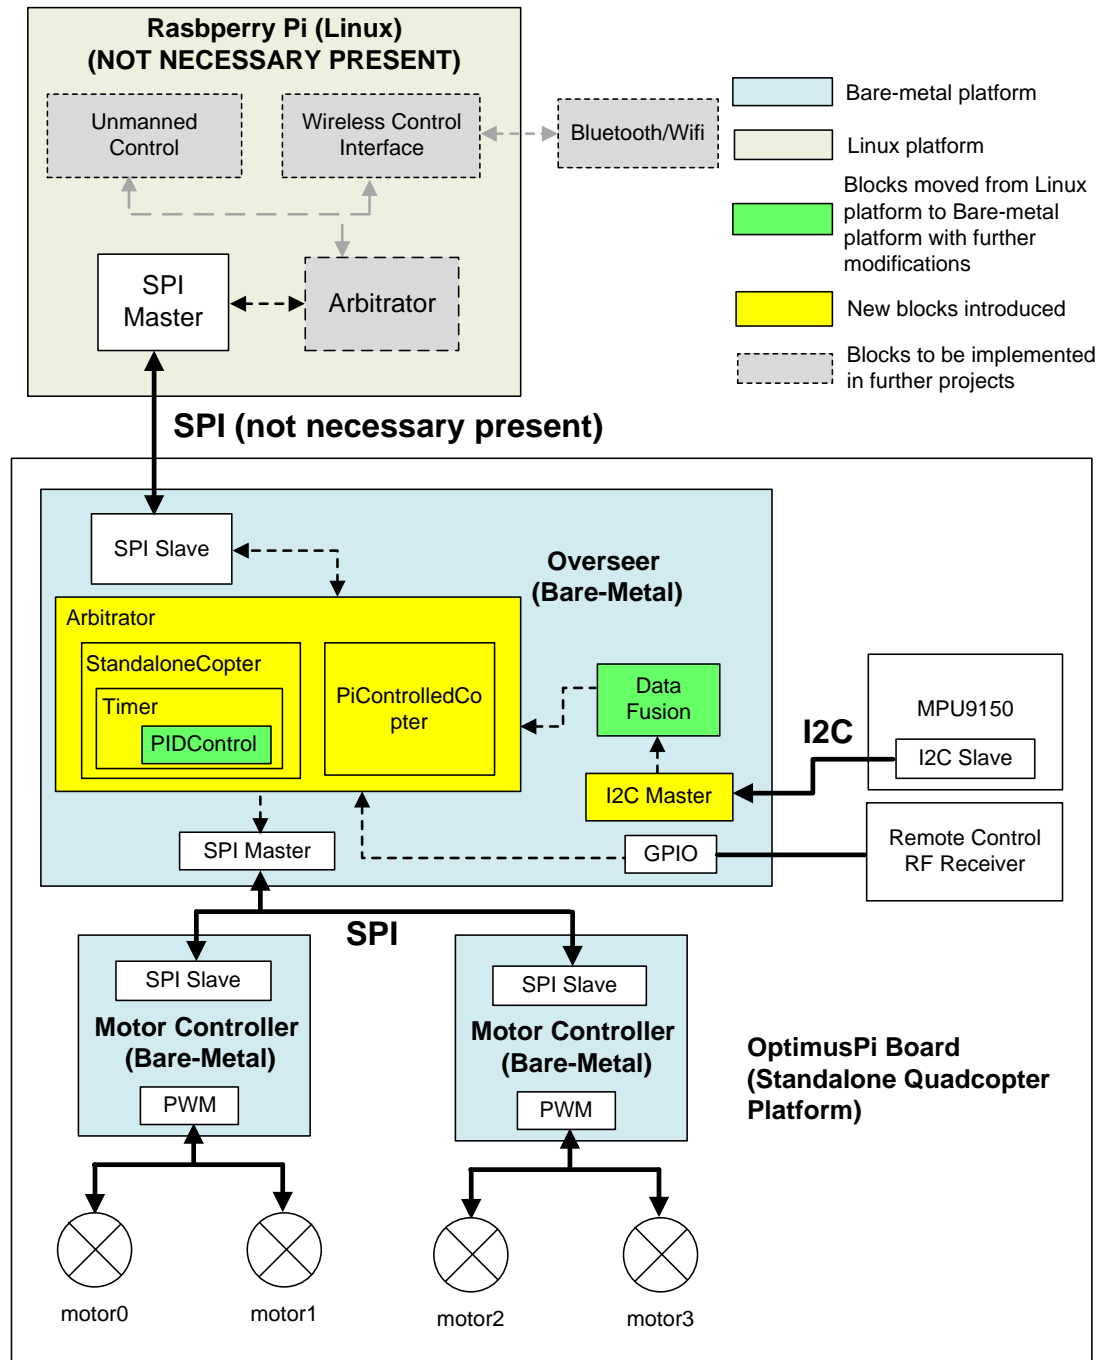 Rasbperry Pi (Linux)
(NOT NECESSARY PRESENT)
Unmanned
Control
Wireless Control
Interface
Bluetooth/Wifi
SPI
Master
Arbitrator
Bare-metal platform
Linux platform
Blocks moved from Linux
platform to Bare-metal
platform with further
modifications
New blocks introduced
Blocks to be implemented
in further projects
SPI (not necessary present)
SPI Slave
Overseer
(Bare-Metal)
Arbitrator
StandaloneCopter
Timer
PIDControl
PiControlledCo
pter
Data
Fusion
I2C Master
I2C
MPU9150
I2C Slave
SPI Master
GPIO
Remote Control
RF Receiver
SPI
SPI Slave
Motor Controller
(Bare-Metal)
PWM
SPI Slave
Motor Controller
(Bare-Metal)
PWM
OptimusPi Board
(Standalone Quadcopter
Platform)
motor0
motor1
motor2
motor3